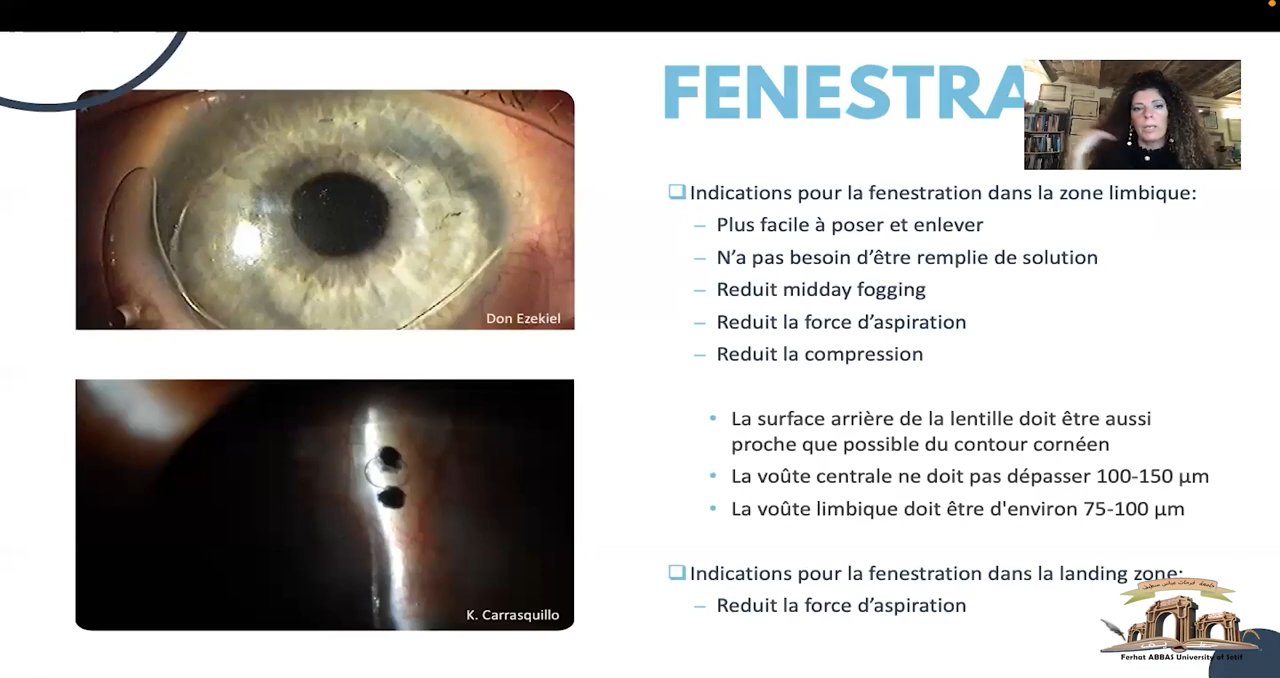 FENESTRA
Indications pour la fenestration dans la zone limbique:
– Plus facile à poser et enlever
– N’a pas besoin d’être remplie de solution
– Reduit midday fogging
– Reduit la force d’aspiration
– Reduit la compression
• La surface arrière de la lentille doit être aussi
proche que possible du contour cornéen
• La voûte centrale ne doit pas dépasser 100-150 µm
• La voûte limbique doit être d'environ 75-100 µm
Indications pour la fenestration dans la landing zone:
– Reduit la force d’aspiration
Don Ezekiel
K. Carrasquillo
Ferhat ABBAS University of Setif